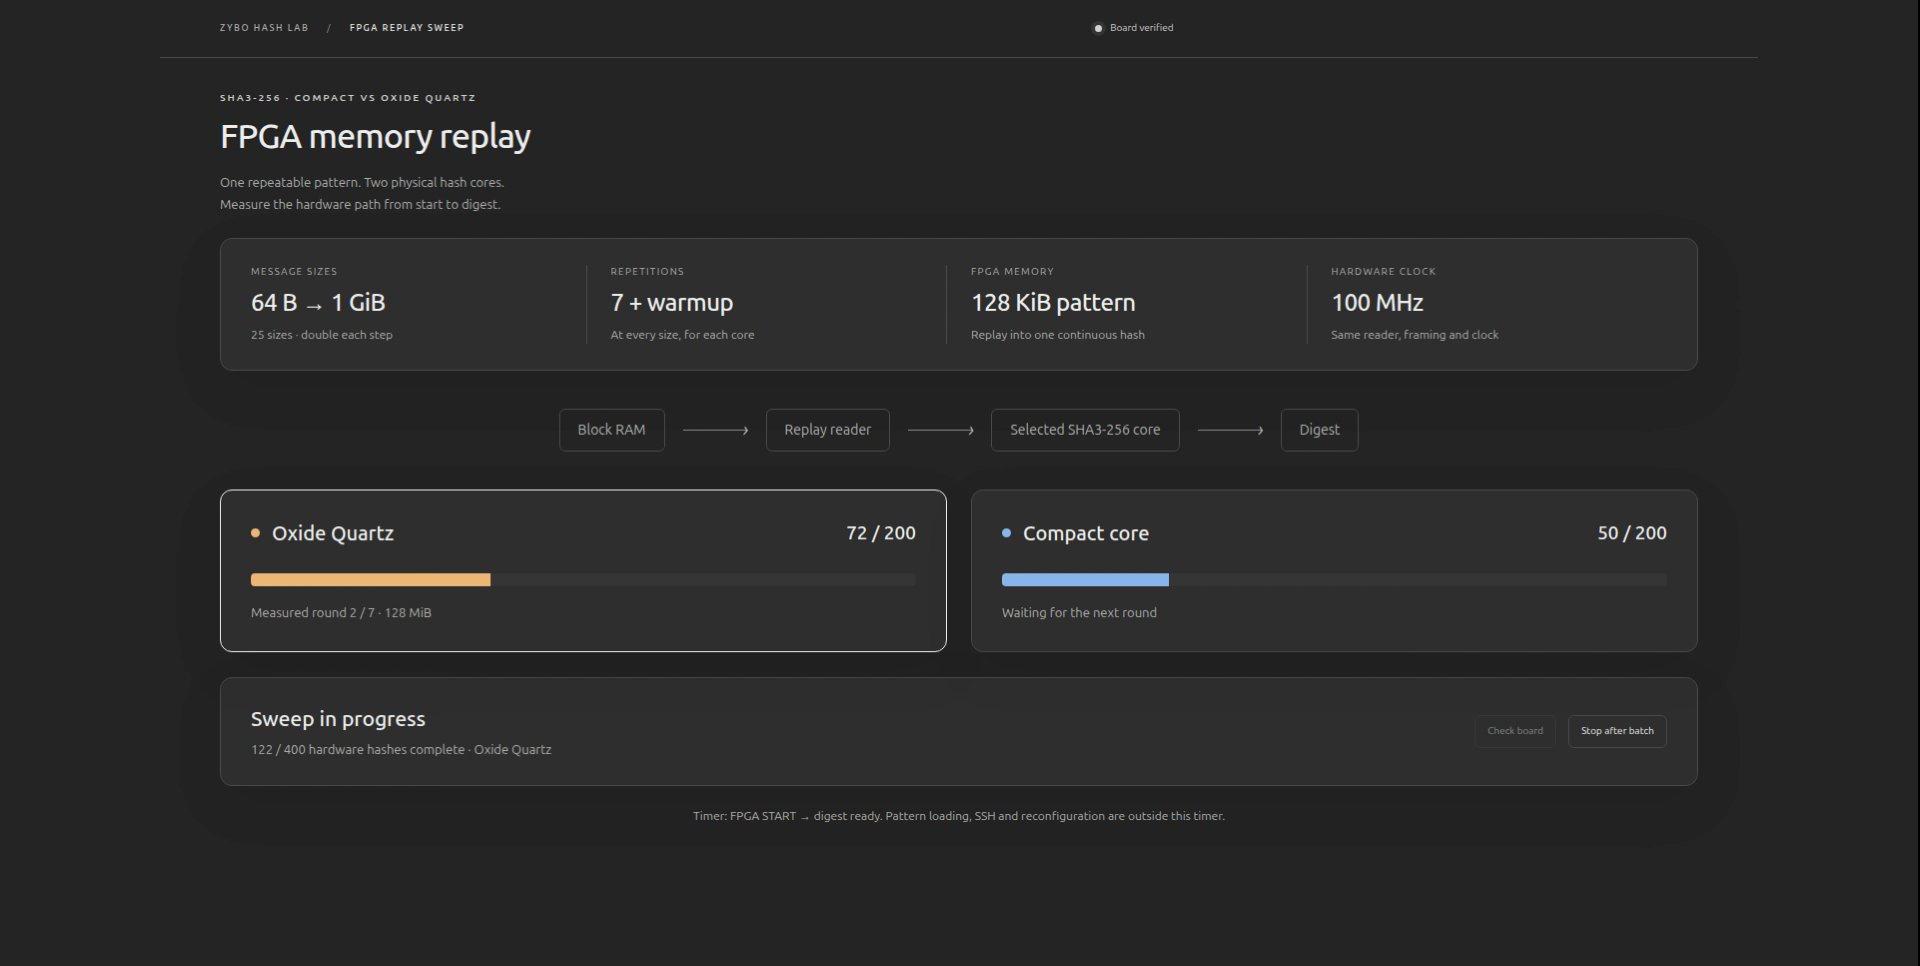 ZYBO HASH LAB / FPGA REPLAY SWEEP
Board verified
SHA3-256 · COMPACT VS OXIDE QUARTZ
FPGA memory replay
One repeatable pattern. Two physical hash cores.
Measure the hardware path from start to digest.
MESSAGE SIZES
64 B → 1 GiB
25 sizes · double each step
REPETITIONS
7 + warmup
At every size, for each core
FPGA MEMORY
128 KiB pattern
Replay into one continuous hash
HARDWARE CLOCK
100 MHz
Same reader, framing and clock
Block RAM
Replay reader
Selected SHA3-256 core
Digest
Oxide Quartz
72 / 200
Measured round 2 / 7 · 128 MiB
Compact core
50 / 200
Waiting for the next round
Sweep in progress
122 / 400 hardware hashes complete · Oxide Quartz
Check board
Stop after batch
Timer: FPGA START → digest ready. Pattern loading, SSH and reconfiguration are outside this timer.